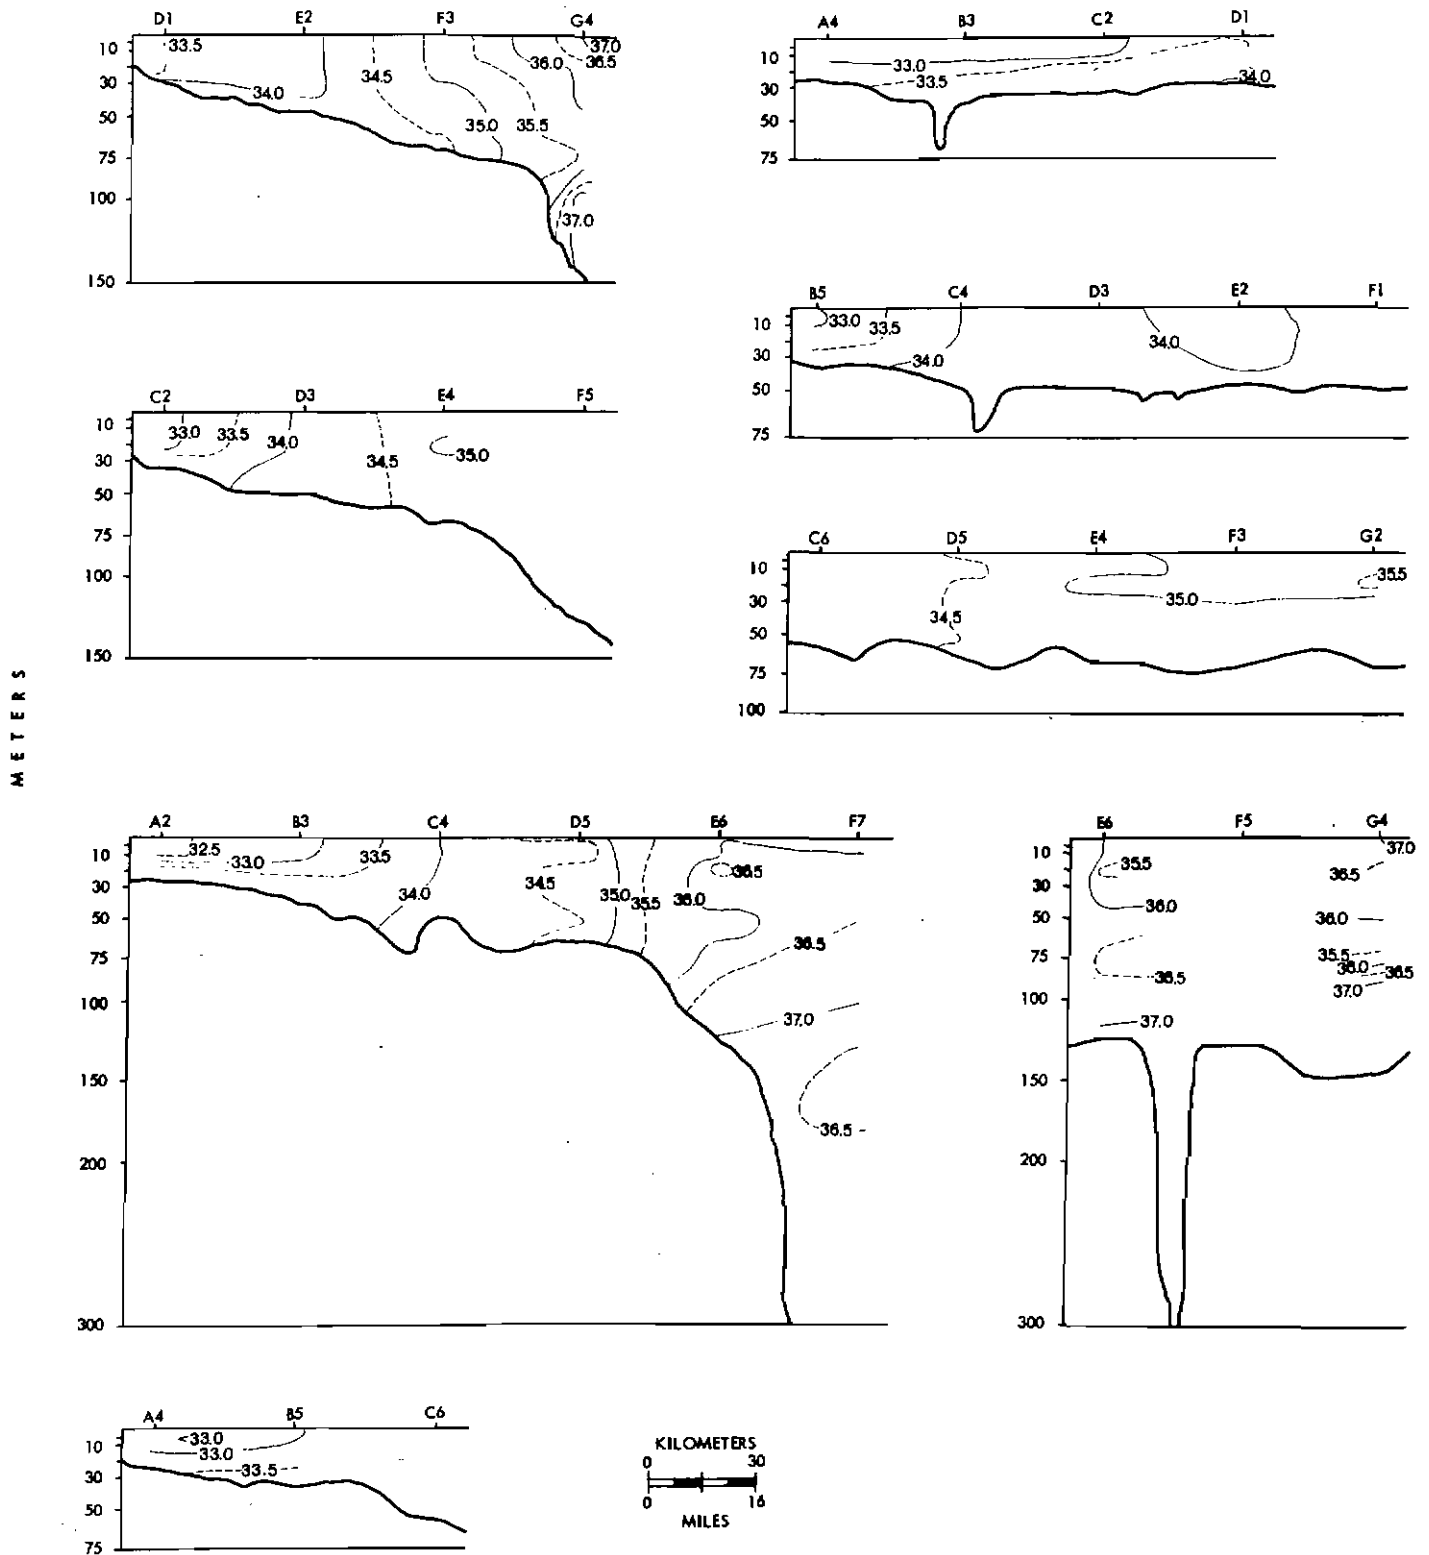 METERS
D1 E2 F3 G4
10 30 50 75 100 150
33.5 34.0 34.5 35.0 35.5 36.0 37.0 36.5 37.0
A4 B3 C2 D1
10 30 50 75
33.0 33.5 34.0
B5 C4 D3 E2 F1
10 30 50 75
33.0 33.5 34.0 34.0
C2 D3 E4 F5
10 30 50 75 100 150
33.0 33.5 34.0 34.5 35.0
C6 D5 E4 F3 G2
10 30 50 75 100
34.5 35.0 35.5
A2 B3 C4 D5 E6 F7
10 30 50 75 100 150 200 300
32.5 33.0 33.5 34.0 34.5 35.0 35.5 36.0 36.5 36.5 37.0 36.5
E6 F5 G4
10 30 50 75 100 150 200 300
35.5 36.0 36.5 37.0 37.0 36.5 36.0 35.5 36.0 36.5 37.0
A4 B5 C6
10 30 50 75
<33.0 33.0 33.5
KILOMETERS
0 30
0 16
MILES